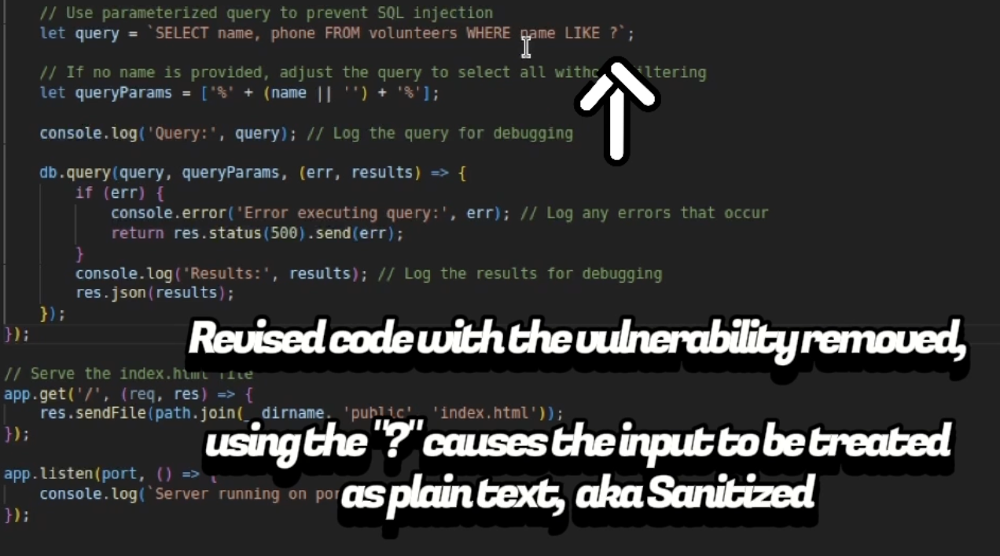 // Use parameterized query to prevent SQL injection
let query = `SELECT name, phone FROM volunteers WHERE name LIKE ?`;
// If no name is provided, adjust the query to select all filtering
let queryParams = ['%' + (name || '') + '%'];
console.log('Query:', query); // Log the query for debugging
db.query(query, queryParams, (err, results) => {
if (err) {
console.error('Error executing query:', err); // Log any errors that occur
return res.status(500).send(err);
}
console.log('Results:', results); // Log the results for debugging
res.json(results);
});
});
Revised code with the vulnerability removed,
// Serve the index.html file
app.get('/', (req, res) => {
res.sendFile(path.join(__dirname, 'public', 'index.html'));
});
using the "?" causes the input to be treated
app.listen(port, () => {
console.log(`Server running on
as plain text, aka Sanitized
});